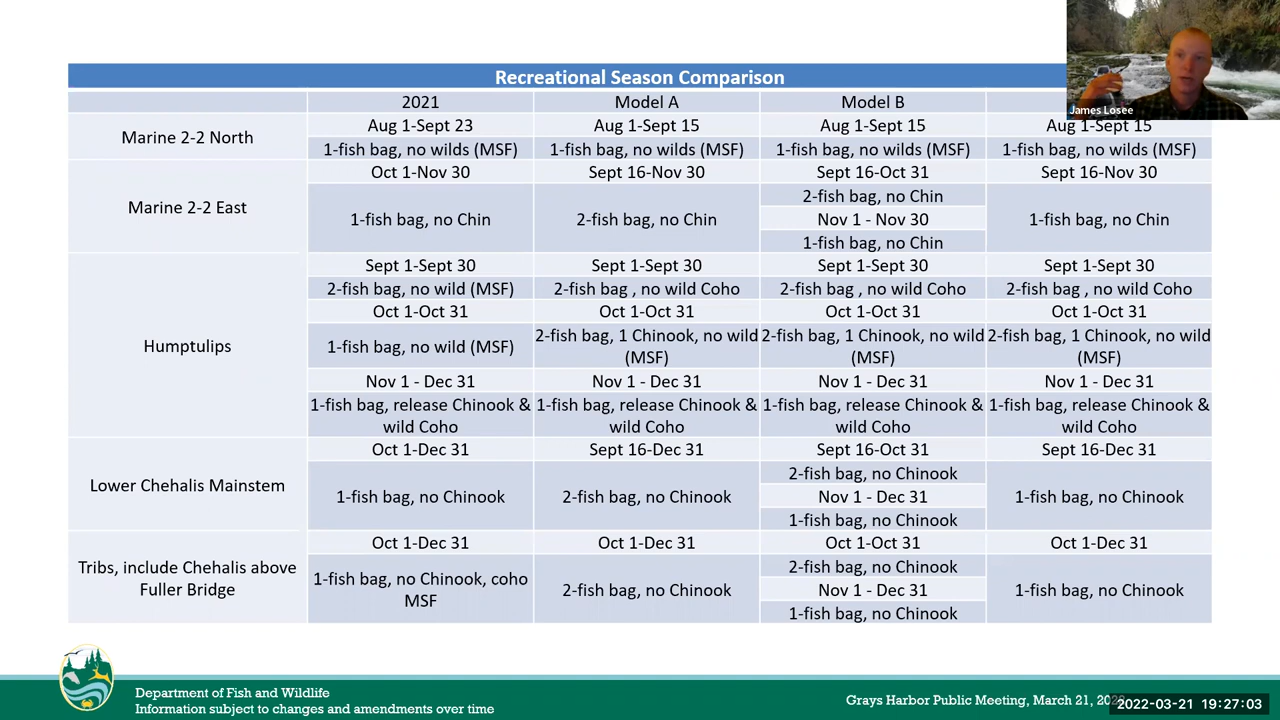 Recreational Season Comparison
James Losee
2021 Model A Model B
Marine 2-2 North
Aug 1-Sept 23 Aug 1-Sept 15 Aug 1-Sept 15 Aug 1-Sept 15
1-fish bag, no wilds (MSF) 1-fish bag, no wilds (MSF) 1-fish bag, no wilds (MSF) 1-fish bag, no wilds (MSF)
Marine 2-2 East
Oct 1-Nov 30 Sept 16-Nov 30 Sept 16-Oct 31 Sept 16-Nov 30
2-fish bag, no Chin
1-fish bag, no Chin 2-fish bag, no Chin Nov 1 - Nov 30 1-fish bag, no Chin
1-fish bag, no Chin
Humptulips
Sept 1-Sept 30 Sept 1-Sept 30 Sept 1-Sept 30 Sept 1-Sept 30
2-fish bag, no wild (MSF) 2-fish bag , no wild Coho 2-fish bag , no wild Coho 2-fish bag , no wild Coho
Oct 1-Oct 31 Oct 1-Oct 31 Oct 1-Oct 31 Oct 1-Oct 31
1-fish bag, no wild (MSF) 2-fish bag, 1 Chinook, no wild 2-fish bag, 1 Chinook, no wild 2-fish bag, 1 Chinook, no wild
(MSF) (MSF) (MSF)
Nov 1 - Dec 31 Nov 1 - Dec 31 Nov 1 - Dec 31 Nov 1 - Dec 31
1-fish bag, release Chinook & 1-fish bag, release Chinook & 1-fish bag, release Chinook & 1-fish bag, release Chinook &
wild Coho wild Coho wild Coho wild Coho
Lower Chehalis Mainstem
Oct 1-Dec 31 Sept 16-Dec 31 Sept 16-Oct 31 Sept 16-Dec 31
2-fish bag, no Chinook
1-fish bag, no Chinook 2-fish bag, no Chinook Nov 1 - Dec 31 1-fish bag, no Chinook
1-fish bag, no Chinook
Tribs, include Chehalis above
Fuller Bridge
Oct 1-Dec 31 Oct 1-Dec 31 Oct 1-Oct 31 Oct 1-Dec 31
2-fish bag, no Chinook
1-fish bag, no Chinook, coho
MSF
2-fish bag, no Chinook Nov 1 - Dec 31 1-fish bag, no Chinook
1-fish bag, no Chinook
Department of Fish and Wildlife
Information subject to changes and amendments over time
Grays Harbor Public Meeting, March 21,
2022-03-21 19:27:03